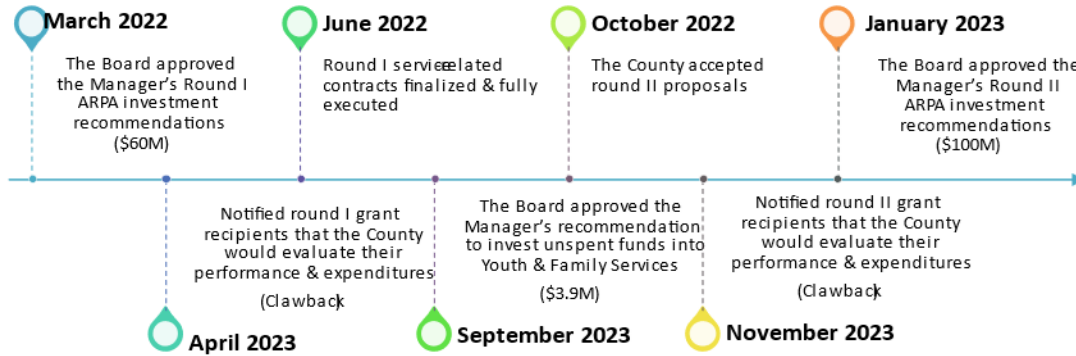 March 2022
The Board approved
the Manager's Round I
ARPA investment
recommendations
($60M)
June 2022
Round I service related
contracts finalized & fully
executed
October 2022
The County accepted
round II proposals
January 2023
The Board approved the
Manager's Round II
ARPA investment
recommendations
($100M)
Notified round I grant
recipients that the County
would evaluate their
performance & expenditures
(Clawback)
April 2023
The Board approved the
Manager's recommendation
to invest unspent funds into
Youth & Family Services
($3.9M)
September 2023
Notified round II grant
recipients that the County
would evaluate their
performance & expenditures
(Clawback)
November 2023